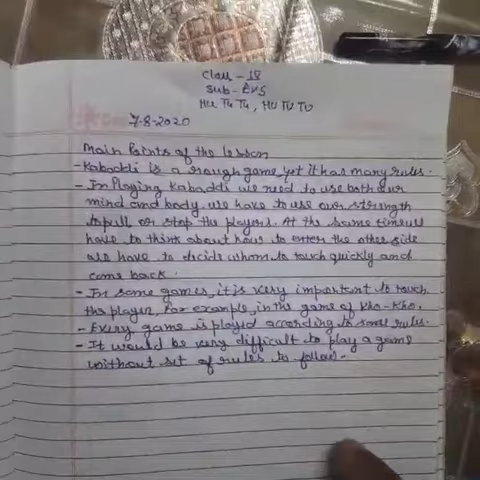 Class - IV
Sub - EVS
Hu Tu Tu, Hu Tu Tu
7-8-2020
Main Points of the lesson
- Kabaddi is a rough game, yet it has many rules.
- In Playing Kabaddi we need to use both our
mind and body. We have to use our strength
to pull or stop the players. At the same time we
have to think about how to enter the other side
we have to decide whom to touch quickly and
come back.
- In some games, it is very important to touch
the player. For example, in the game of Kho-Kho.
- Every game is played according to some rules.
- It would be very difficult to play a game
without set of rules to follow.